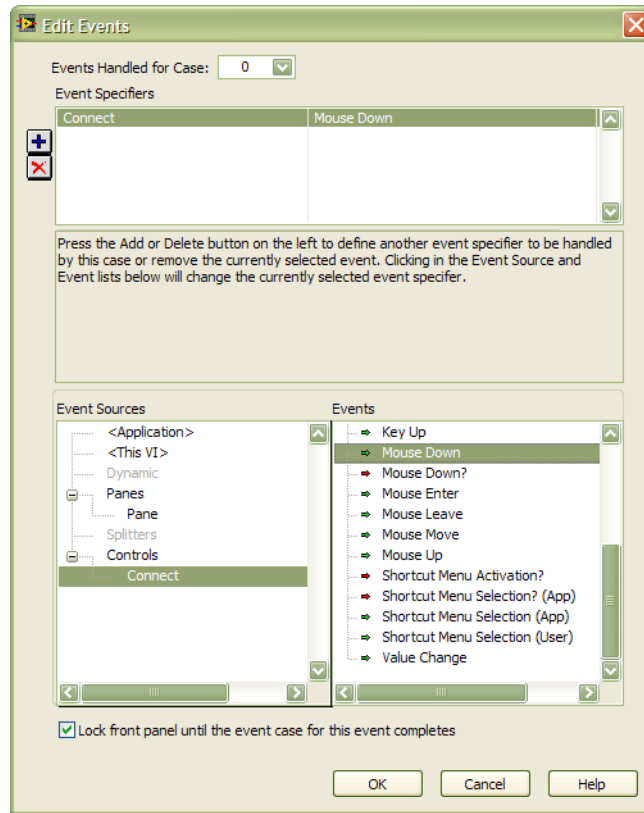 Edit Events
Events Handled for Case: 0
Event Specifiers
Connect Mouse Down
Press the Add or Delete button on the left to define another event specifier to be handled
by this case or remove the currently selected event. Clicking in the Event Source and
Event lists below will change the currently selected event specifer.
Event Sources
<Application>
<This VI>
Dynamic
Panes
Pane
Splitters
Controls
Connect
Events
Key Up
Mouse Down
Mouse Down?
Mouse Enter
Mouse Leave
Mouse Move
Mouse Up
Shortcut Menu Activation?
Shortcut Menu Selection? (App)
Shortcut Menu Selection (App)
Shortcut Menu Selection (User)
Value Change
Lock front panel until the event case for this event completes
OK Cancel Help